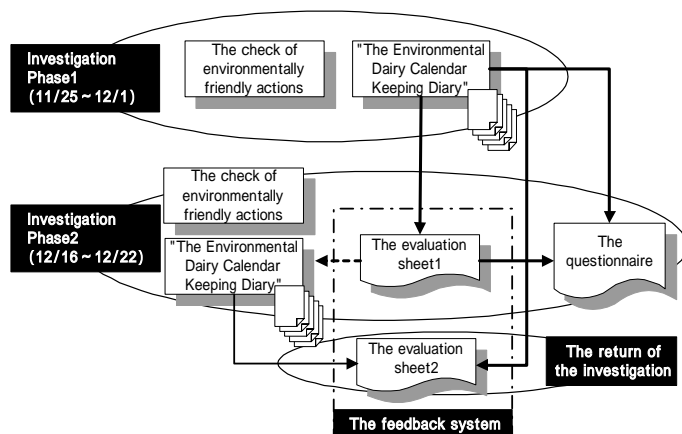 Investigation
Phase1
(11/25～12/1)
The check of
environmentally
friendly actions
"The Environmental
Dairy Calendar
Keeping Diary"
The check of
environmentally
friendly actions
Investigation
Phase2
(12/16～12/22)
"The Environmental
Dairy Calendar
Keeping Diary"
The evaluation
sheet1
The
questionnaire
The evaluation
sheet2
The return of
the investigation
The feedback system